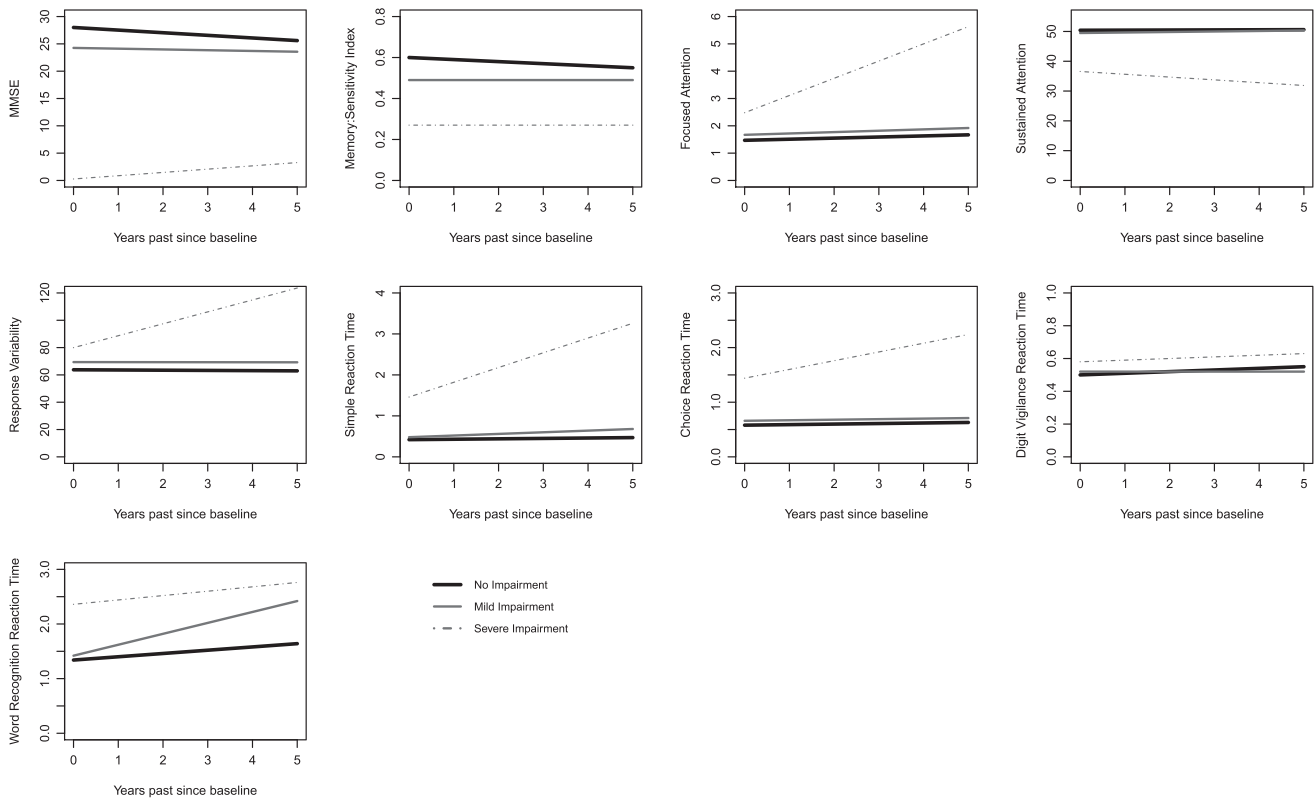 MMSE
0 5 10 15 20 25 30
0 1 2 3 4 5
Years past since baseline
Memory:Sensitivity Index
0.0 0.2 0.4 0.6 0.8
0 1 2 3 4 5
Years past since baseline
Focused Attention
0 1 2 3 4 5 6
0 1 2 3 4 5
Years past since baseline
Sustained Attention
0 10 20 30 40 50
0 1 2 3 4 5
Years past since baseline
Response Variability
0 20 40 60 80 120
0 1 2 3 4 5
Years past since baseline
Simple Reaction Time
0 1 2 3 4
0 1 2 3 4 5
Years past since baseline
Choice Reaction Time
0.0 1.0 2.0 3.0
0 1 2 3 4 5
Years past since baseline
Digit Vigilance Reaction Time
0.0 0.2 0.4 0.6 0.8 1.0
0 1 2 3 4 5
Years past since baseline
Word Recognition Reaction Time
0.0 1.0 2.0 3.0
0 1 2 3 4 5
Years past since baseline
No Impairment
Mild Impairment
Severe Impairment